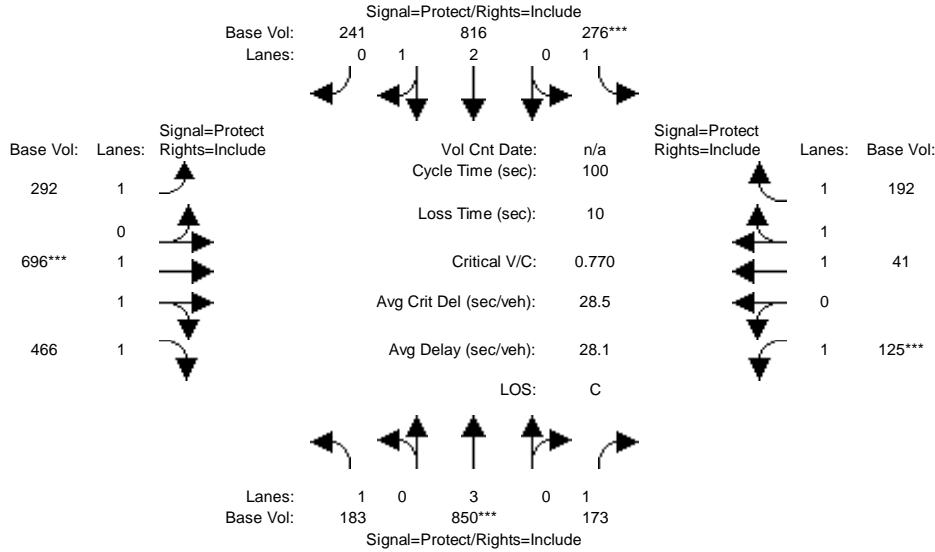 Signal=Protect/Rights=Include
Base Vol: 241 816 276***
Lanes: 0 1 2 0 1
Signal=Protect
Base Vol: Lanes: Rights=Include
Vol Cnt Date: n/a
Signal=Protect
Rights=Include Lanes: Base Vol:
Cycle Time (sec): 100
292 1
1 192
Loss Time (sec): 10
0
1
696*** 1
Critical V/C: 0.770
1 41
1
Avg Crit Del (sec/veh): 28.5
0
466 1
Avg Delay (sec/veh): 28.1
1 125***
LOS: C
Lanes: 1 0 3 0 1
Base Vol: 183 850*** 173
Signal=Protect/Rights=Include